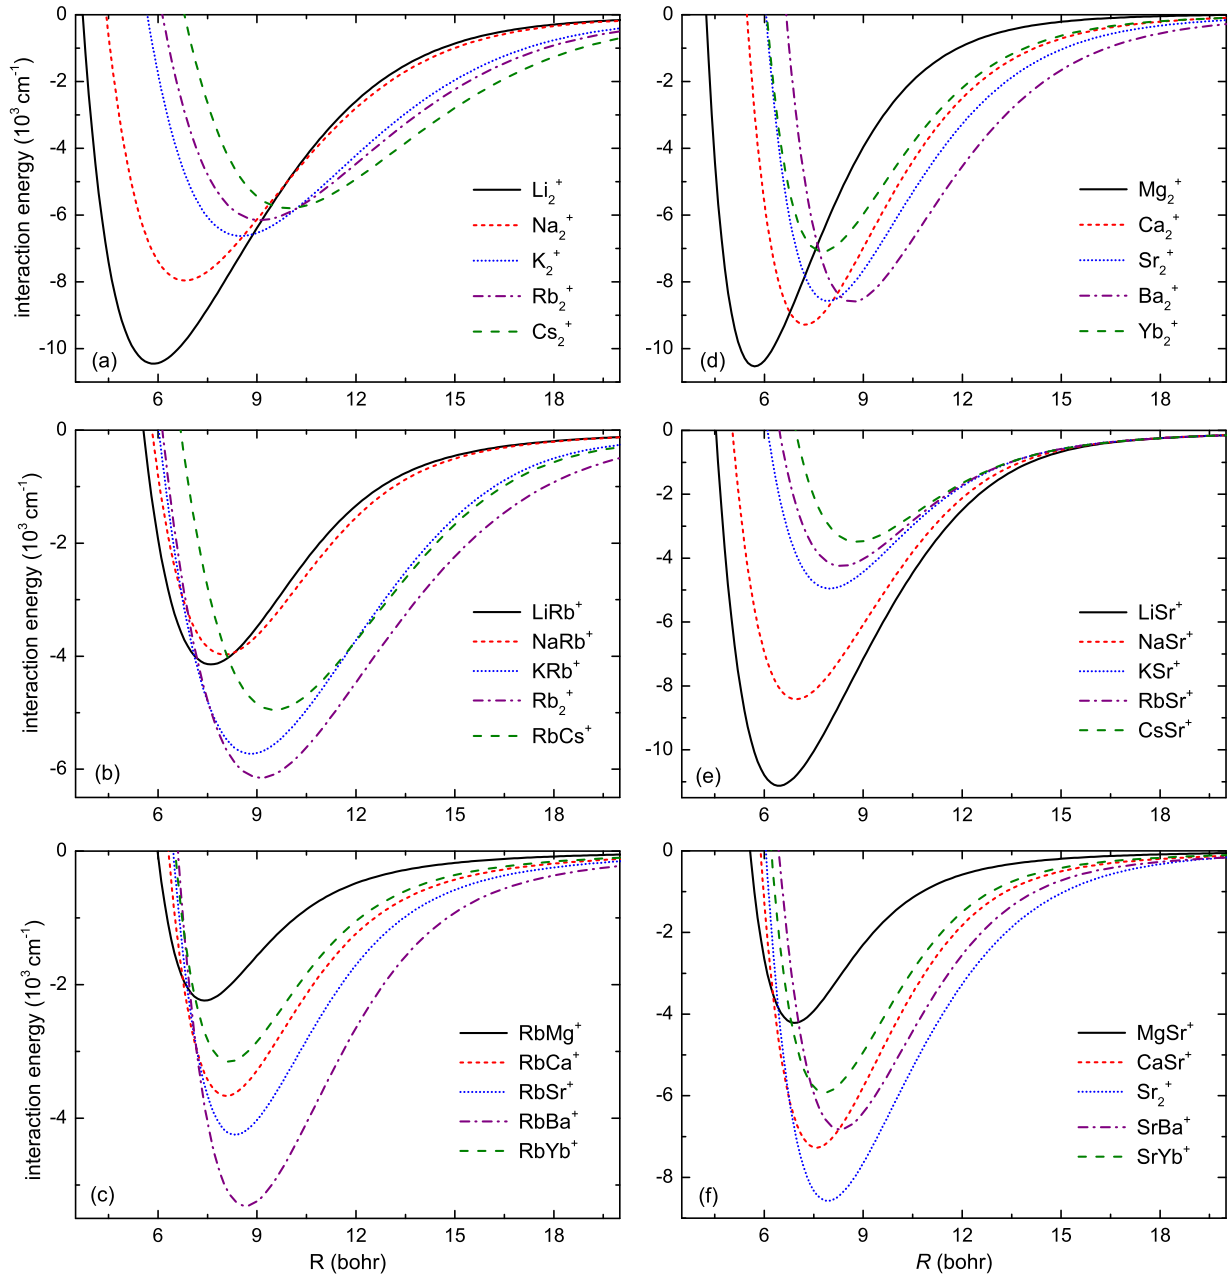 0
-2
-4
-6
-8
-10
interaction energy (10³ cm⁻¹)
Li₂⁺
Na₂⁺
K₂⁺
Rb₂⁺
Cs₂⁺
(a)
6 9 12 15 18
0
-2
-4
-6
-8
-10
Mg₂⁺
Ca₂⁺
Sr₂⁺
Ba₂⁺
Yb₂⁺
(d)
6 9 12 15 18
0
-2
-4
-6
interaction energy (10³ cm⁻¹)
LiRb⁺
NaRb⁺
KRb⁺
Rb₂⁺
RbCs⁺
(b)
6 9 12 15 18
0
-2
-4
-6
-8
-10
LiSr⁺
NaSr⁺
KSr⁺
RbSr⁺
CsSr⁺
(e)
6 9 12 15 18
0
-2
-4
interaction energy (10³ cm⁻¹)
RbMg⁺
RbCa⁺
RbSr⁺
RbBa⁺
RbYb⁺
(c)
6 9 12 15 18
R (bohr)
0
-2
-4
-6
-8
MgSr⁺
CaSr⁺
Sr₂⁺
SrBa⁺
SrYb⁺
(f)
6 9 12 15 18
R (bohr)